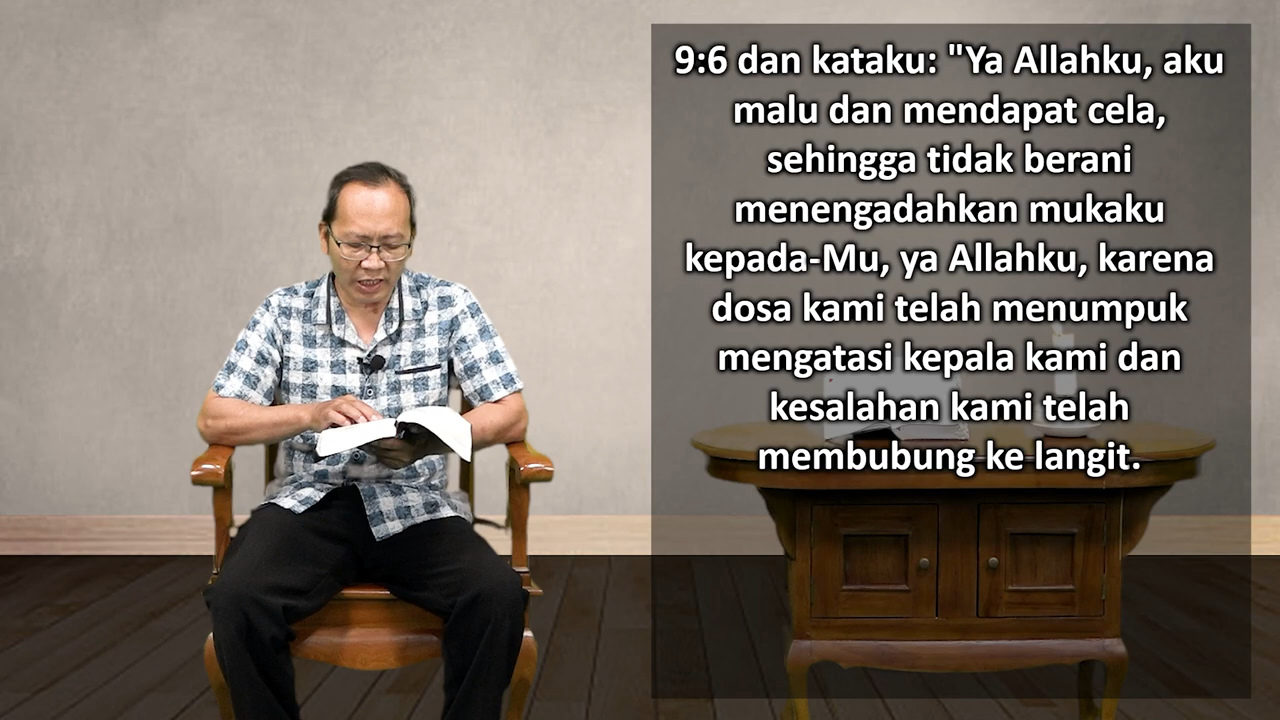 9:6 dan kataku: "Ya Allahku, aku
malu dan mendapat cela,
sehingga tidak berani
menengadahkan mukaku
kepada-Mu, ya Allahku, karena
dosa kami telah menumpuk
mengatasi kepala kami dan
kesalahan kami telah
membubung ke langit.